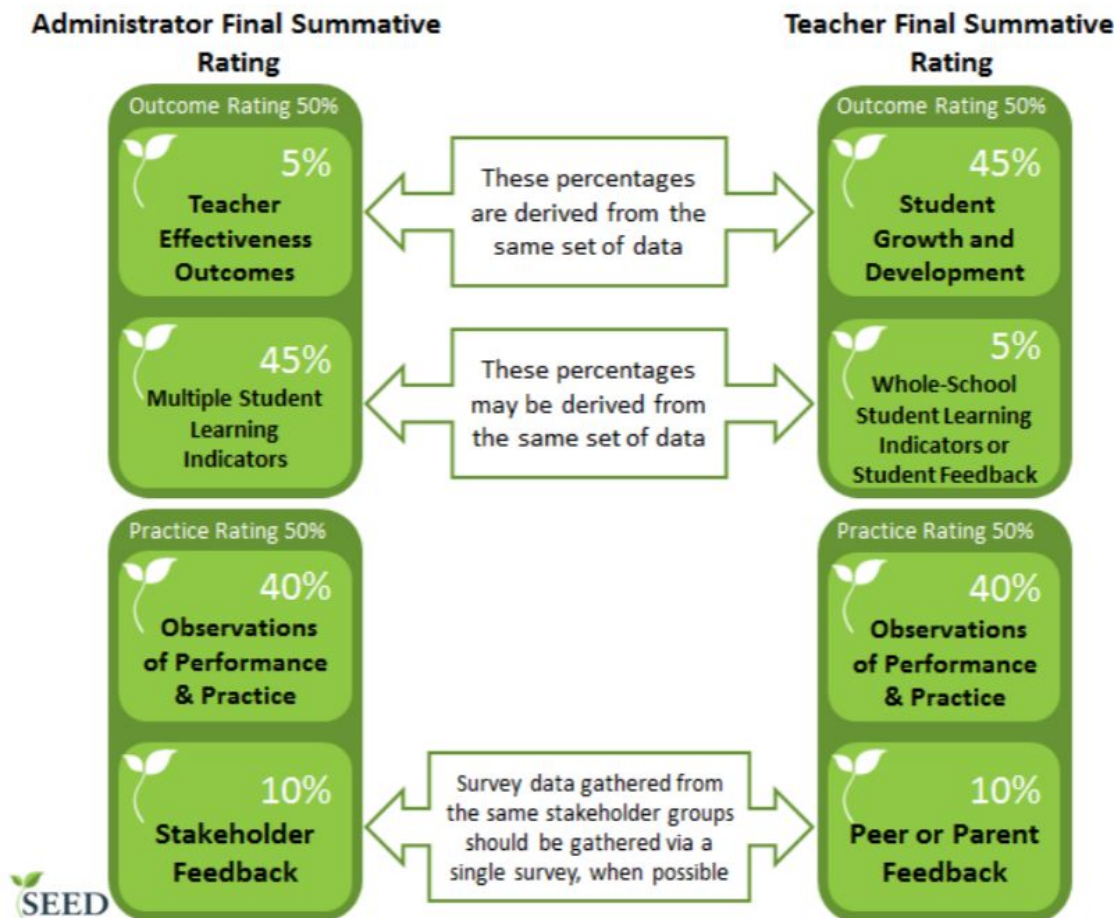 Administrator Final Summative
Rating
Outcome Rating 50%
5%
Teacher
Effectiveness
Outcomes
45%
Multiple Student
Learning
Indicators
Practice Rating 50%
40%
Observations
of Performance
& Practice
10%
Stakeholder
Feedback
These percentages
are derived from the
same set of data
These percentages
may be derived from
the same set of data
Survey data gathered from
the same stakeholder groups
should be gathered via a
single survey, when possible
Teacher Final Summative
Rating
Outcome Rating 50%
45%
Student
Growth and
Development
5%
Whole-School
Student Learning
Indicators or
Student Feedback
Practice Rating 50%
40%
Observations
of Performance
& Practice
10%
Peer or Parent
Feedback
SEED